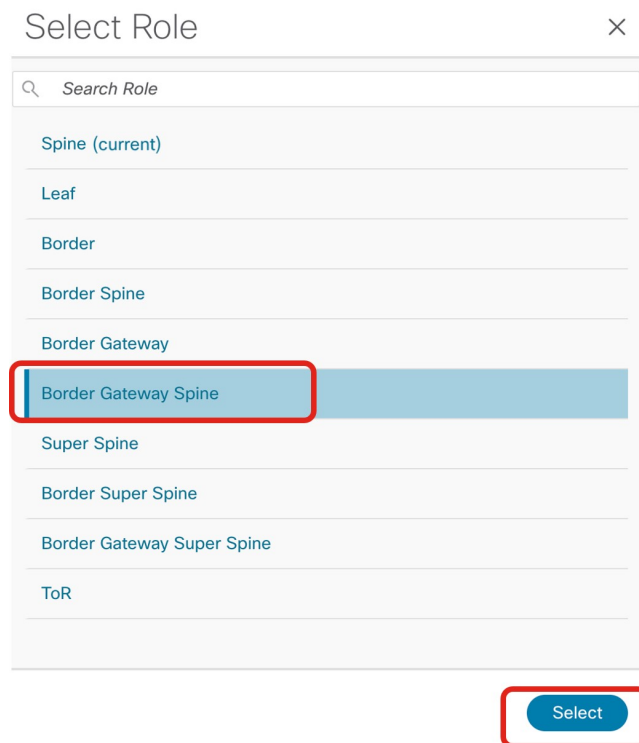 Select Role
Search Role
Spine (current)
Leaf
Border
Border Spine
Border Gateway
Border Gateway Spine
Super Spine
Border Super Spine
Border Gateway Super Spine
ToR
Select